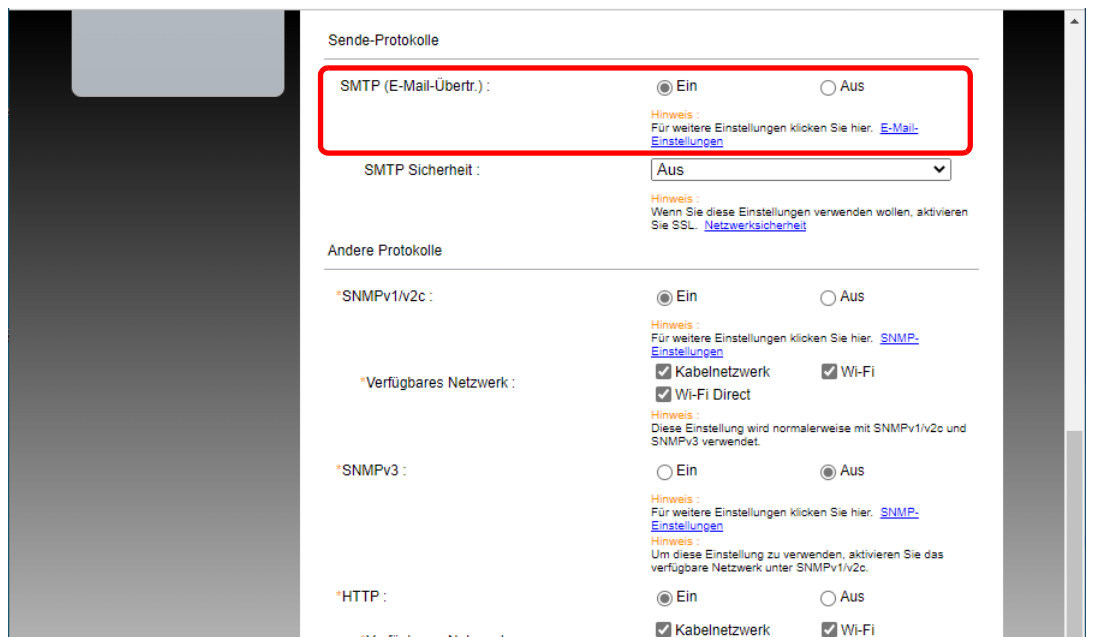 Sende-Protokolle
SMTP (E-Mail-Übertr.) :
Ein
Aus
Hinweis :
Für weitere Einstellungen klicken Sie hier. E-Mail-
Einstellungen
SMTP Sicherheit :
Aus
Hinweis :
Wenn Sie diese Einstellungen verwenden wollen, aktivieren
Sie SSL. Netzwerksicherheit
Andere Protokolle
*SNMPv1/v2c :
Ein
Aus
Hinweis :
Für weitere Einstellungen klicken Sie hier. SNMP-
Einstellungen
*Verfügbares Netzwerk :
Kabelnetzwerk
Wi-Fi
Wi-Fi Direct
Hinweis :
Diese Einstellung wird normalerweise mit SNMPv1/v2c und
SNMPv3 verwendet.
*SNMPv3 :
Ein
Aus
Hinweis :
Für weitere Einstellungen klicken Sie hier. SNMP-
Einstellungen
Hinweis :
Um diese Einstellung zu verwenden, aktivieren Sie das
verfügbare Netzwerk unter SNMPv1/v2c.
*HTTP :
Ein
Aus
Kabelnetzwerk
Wi-Fi